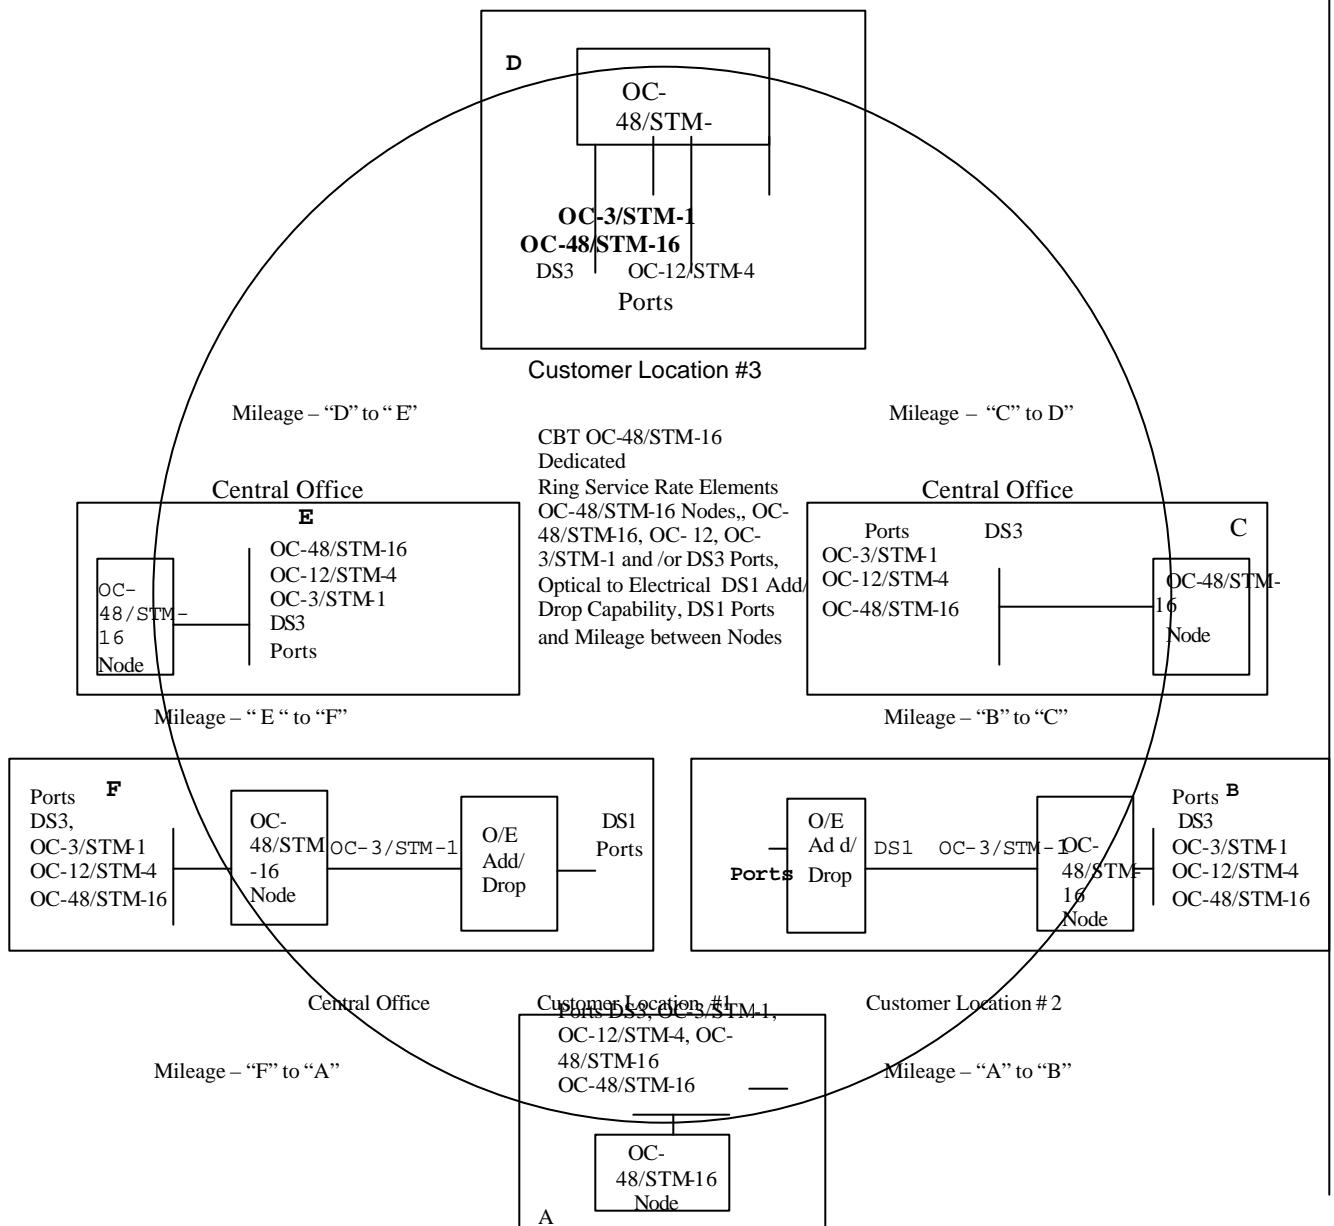 D
OC-
48/STM-
OC-3/STM-1
OC-48/STM-16
DS3 OC-12/STM-4
Ports
Customer Location #3
Mileage – “D” to “ E”
Mileage – “C” to D”
CBT OC-48/STM-16
Dedicated
Ring Service Rate Elements
OC-48/STM-16 Nodes,, OC-
48/STM-16, OC- 12, OC-
3/STM-1 and /or DS3 Ports,
Optical to Electrical DS1 Add/
Drop Capability, DS1 Ports
and Mileage between Nodes
Central Office
E
OC-
48/STM-
16
Node
OC-48/STM-16
OC-12/STM-4
OC-3/STM-1
DS3
Ports
Central Office
Ports DS3
C
OC-3/STM-1
OC-12/STM-4
OC-48/STM-16
OC-48/STM-
16
Node
Mileage – “ E “ to “F”
Mileage – “B” to “C”
Ports F
DS3,
OC-3/STM-1
OC-12/STM-4
OC-48/STM-16
OC-
48/STM
-16
Node
OC-3/STM-1
O/E
Add/
Drop
DS1
Ports
Ports
O/E
Ad d/
Drop
DS1 OC-3/STM-1
OC-
48/STM-
16
Node
Ports B
DS3
OC-3/STM-1
OC-12/STM-4
OC-48/STM-16
Central Office
Customer Location #1
Customer Location # 2
Ports DS3, OC-3/STM-1,
OC-12/STM-4, OC-
48/STM-16
OC-48/STM-16
Mileage – “F” to “A”
Mileage – “A” to “B”
OC-
48/STM-16
Node
A